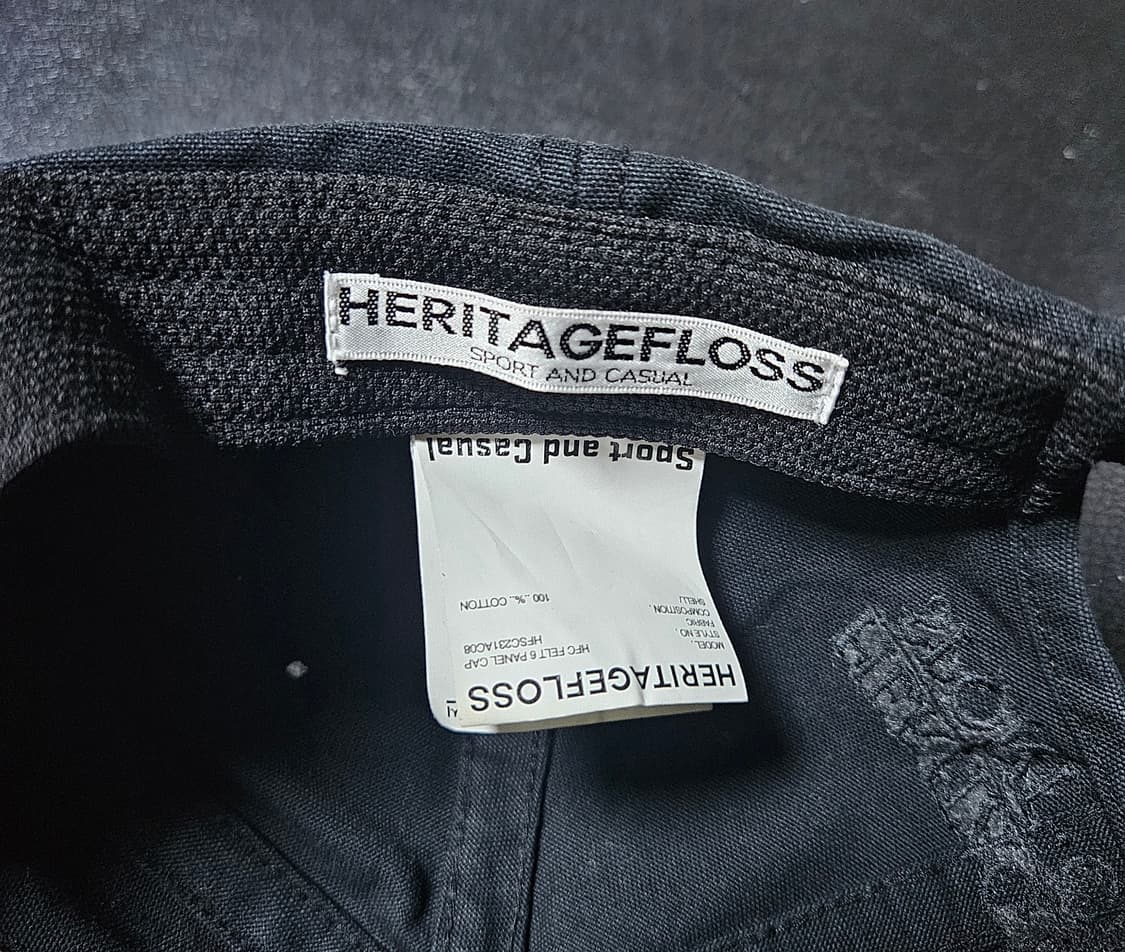 HERITAGEFLOSS
SPORT AND CASUAL
HERITAGEFLOSS
MODEL. HFC FELT 6 PANEL CAP
STYLE NO. HFSC231AC08
FABRIC
COMPOSITION.
SHELL/ 100 .%.. COTTON
Sport and Casual